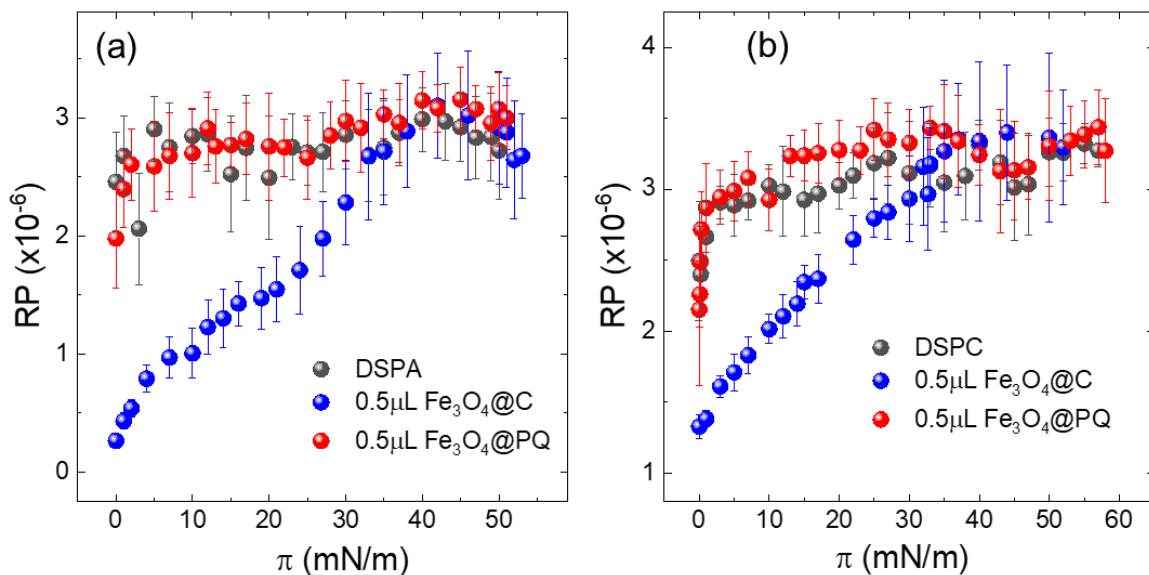 (a)
RP (x10⁻⁶)
3
2
1
0
DSPA
0.5μL Fe₃O₄@C
0.5μL Fe₃O₄@PQ
0 10 20 30 40 50
π (mN/m)
(b)
RP (x10⁻⁶)
4
3
2
1
DSPC
0.5μL Fe₃O₄@C
0.5μL Fe₃O₄@PQ
0 10 20 30 40 50 60
π (mN/m)